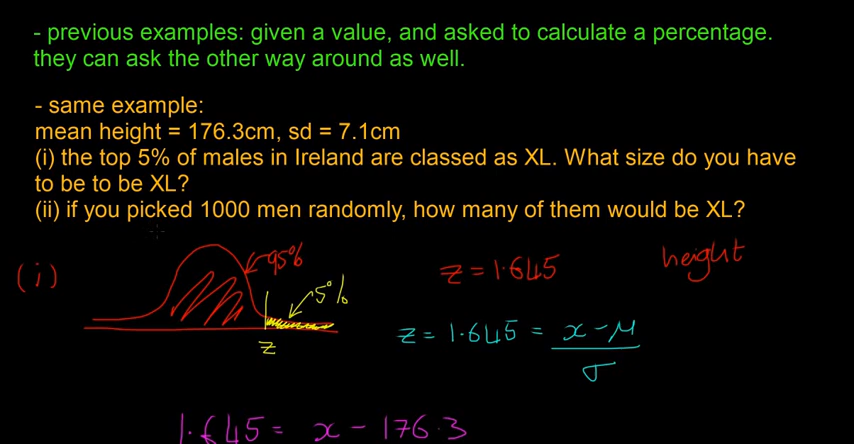 - previous examples: given a value, and asked to calculate a percentage.
they can ask the other way around as well.
- same example:
mean height = 176.3cm, sd = 7.1cm
(i) the top 5% of males in Ireland are classed as XL. What size do you have
to be to be XL?
(ii) if you picked 1000 men randomly, how many of them would be XL?
(i)
95%
5%
z
z = 1.645
height
z = 1.645 = x - μ
σ
1.645 = x - 176.3